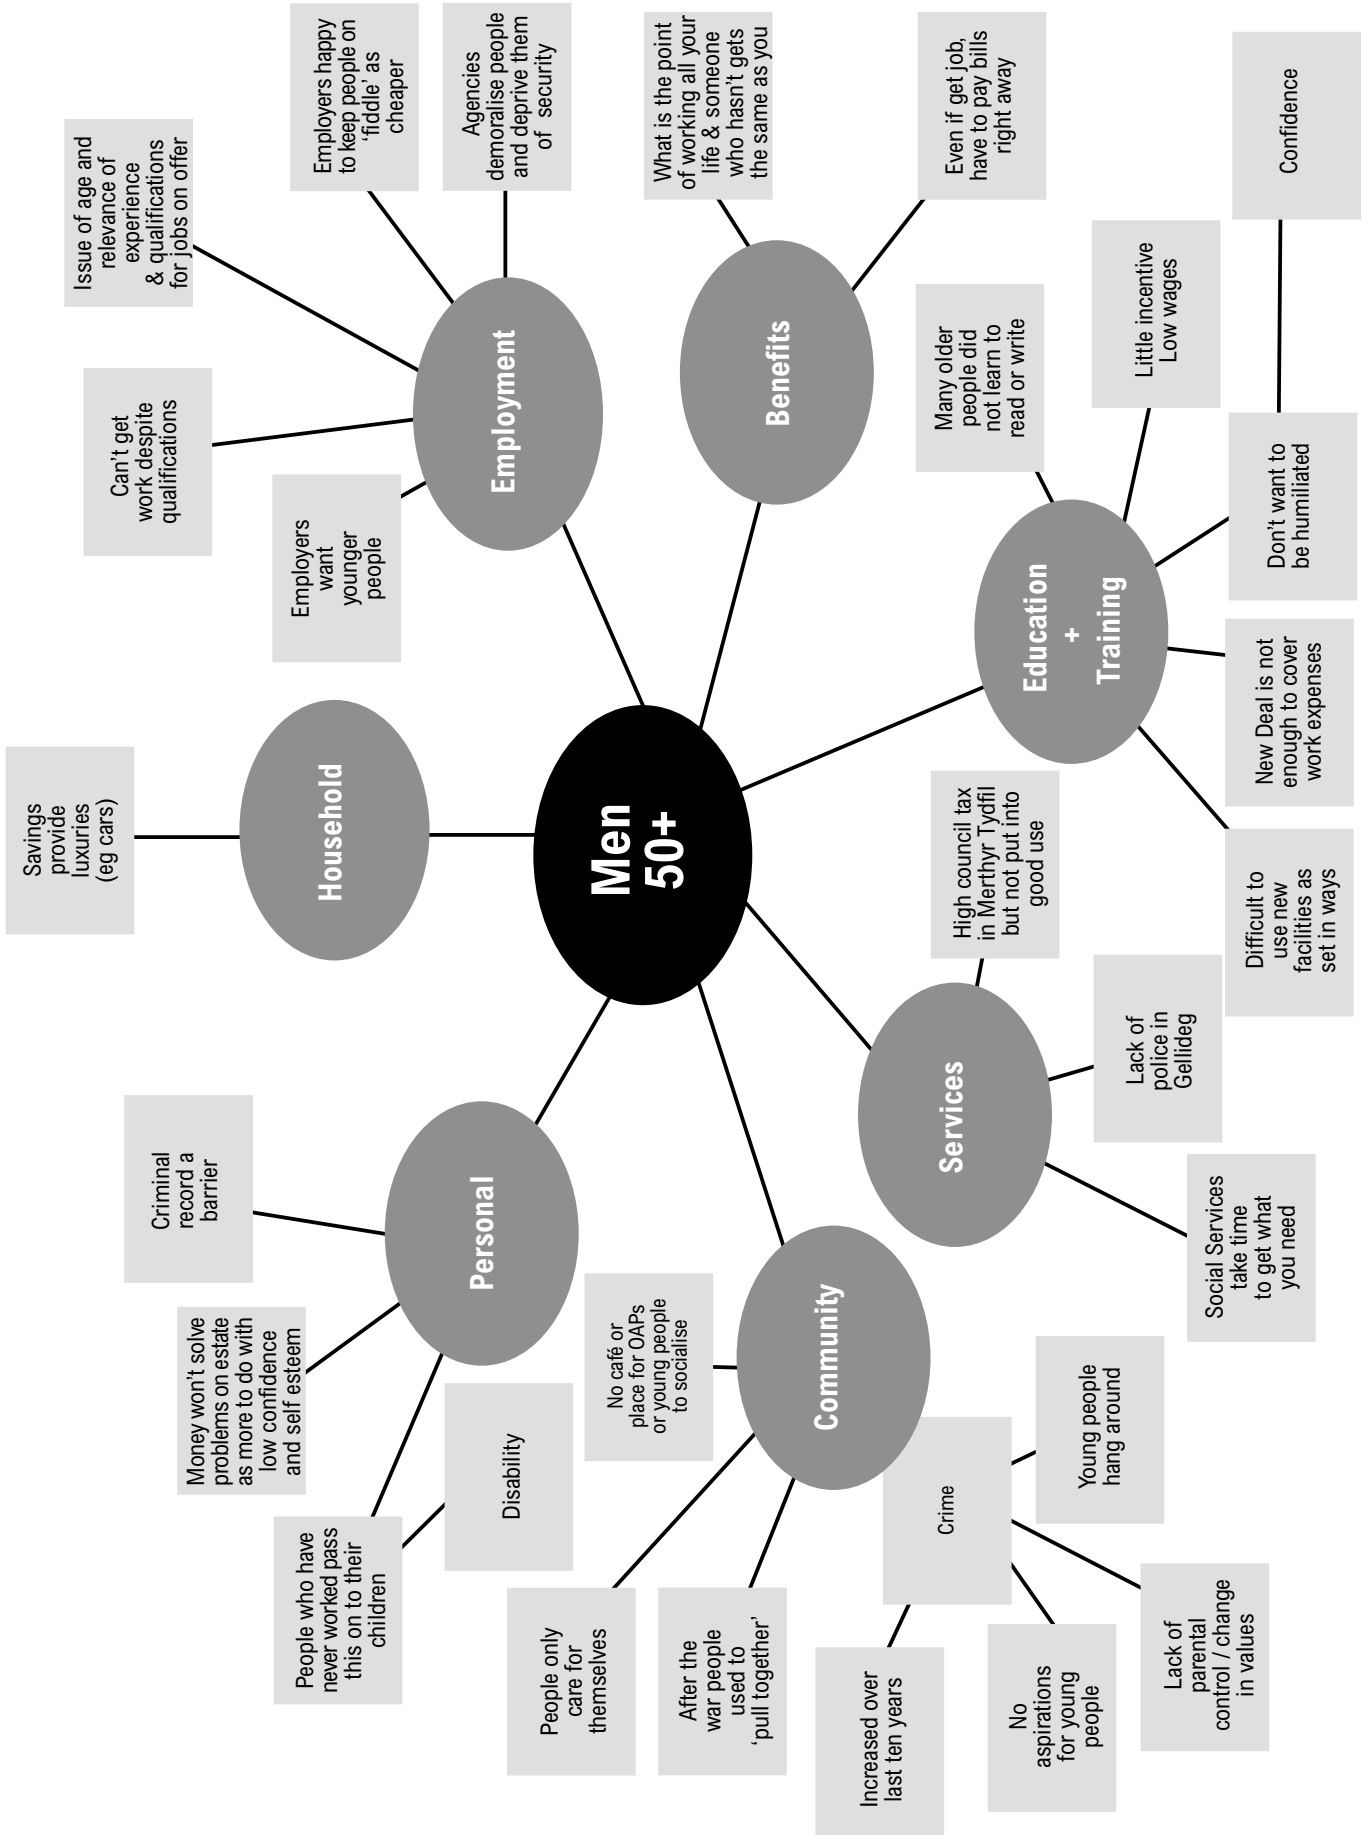 Men
50+
Household
Savings
provide
luxuries
(eg cars)
Employment
Employers
want
younger
people
Can't get
work despite
qualifications
Issue of age and
relevance of
experience
& qualifications
for jobs on offer
Employers happy
to keep people on
‘fiddle’ as
cheaper
Agencies
demoralise people
and deprive them
of  security
Benefits
What is the point
of working all your
life & someone
who hasn't gets
the same as you
Even if get job,
have to pay bills
right away
Education
+
Training
Many older
people did
not learn to
read or write
Little incentive
Low wages
Don't want to
be humiliated
Confidence
New Deal is not
enough to cover
work expenses
Difficult to
use new
facilities as
set in ways
Services
High council tax
in Merthyr Tydfil
but not put into
good use
Lack of
police in
Gellideg
Social Services
take time
to get what
you need
Community
No café or
place for OAPs
or young people
to socialise
People only
care for
themselves
After the
war people
used to
‘pull together’
Crime
Increased over
last ten years
No
aspirations
for young
people
Lack of
parental
control / change
in values
Young people
hang around
Personal
Criminal
record a
barrier
Money won't solve
problems on estate
as more to do with
low confidence
and self esteem
People who have
never worked pass
this on to their
children
Disability